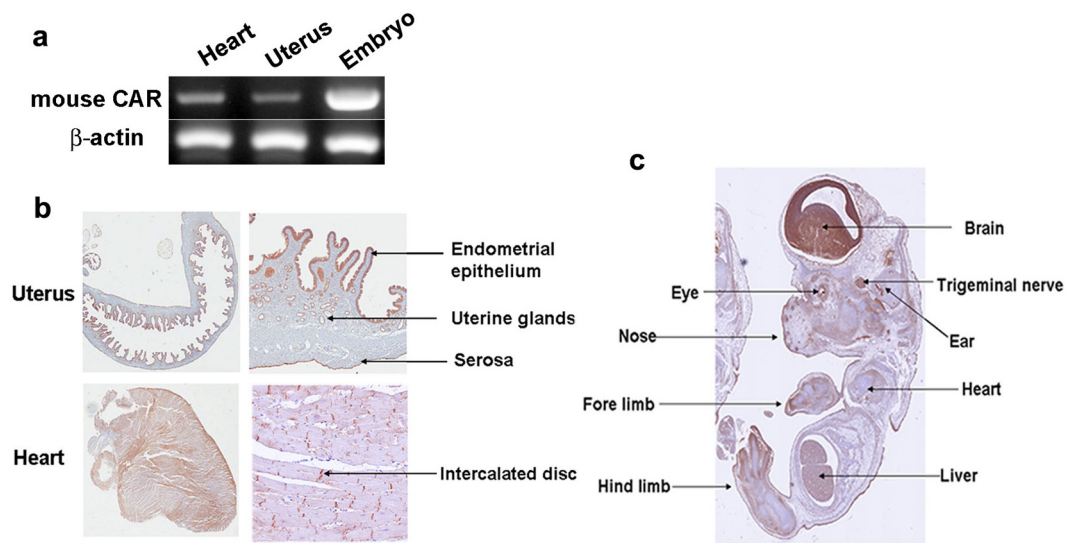 a
Heart Uterus Embryo
mouse CAR
β-actin
b
Uterus
Endometrial
epithelium
Uterine glands
Serosa
Heart
Intercalated disc
c
Brain
Trigeminal nerve
Eye
Ear
Nose
Heart
Fore limb
Liver
Hind limb